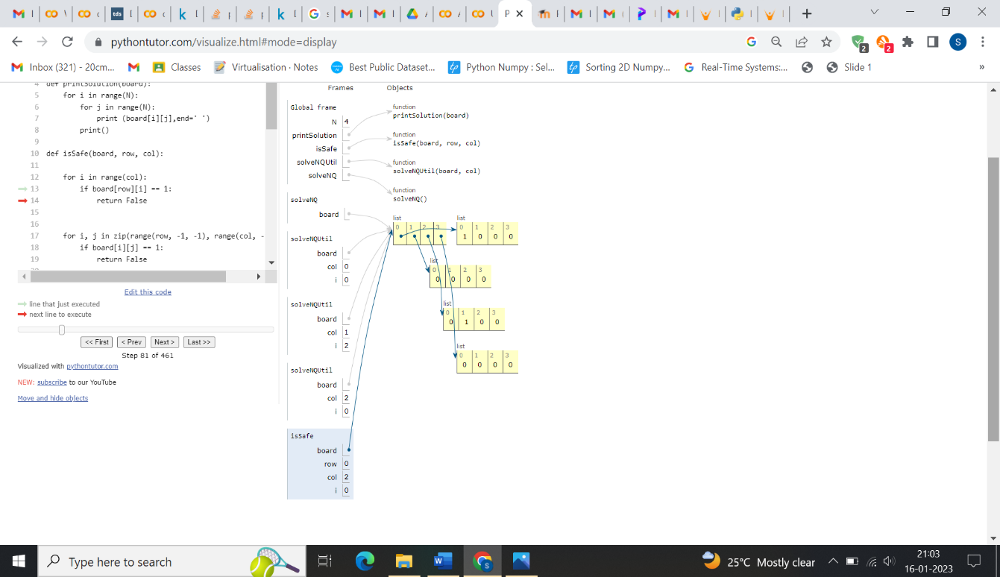 tds
pythontutor.com/visualize.html#mode=display
2
2
S
Inbox (321) - 20cm...
Classes
Virtualisation · Notes
Best Public Dataset...
Python Numpy : Sel...
Sorting 2D Numpy...
Real-Time Systems:...
Slide 1
»
4 def printSolution(board):
5 for i in range(N):
6 for j in range(N):
7 print (board[i][j],end=' ')
8 print()
9
10 def isSafe(board, row, col):
11
12 for i in range(col):
13 if board[row][i] == 1:
14 return False
15
16
17 for i, j in zip(range(row, -1, -1), range(col, -
18 if board[i][j] == 1:
19 return False
Edit this code
line that just executed
next line to execute
<< First
< Prev
Next >
Last >>
Step 81 of 461
Visualized with pythontutor.com
NEW: subscribe to our YouTube
Move and hide objects
Frames
Objects
Global frame
N 4
printSolution
isSafe
solveNQUtil
solveNQ
function
printSolution(board)
function
isSafe(board, row, col)
function
solveNQUtil(board, col)
function
solveNQ()
solveNQ
board
solveNQUtil
board
col 0
i 0
solveNQUtil
board
col 1
i 2
solveNQUtil
board
col 2
i 0
isSafe
board
row 0
col 2
i 0
list
0 1 2 3
list
0 1 2 3
1 0 0 0
list
0 1 2 3
0 0 0 0
list
0 1 2 3
0 1 0 0
list
0 1 2 3
0 0 0 0
Type here to search
25°C Mostly clear
21:03
16-01-2023